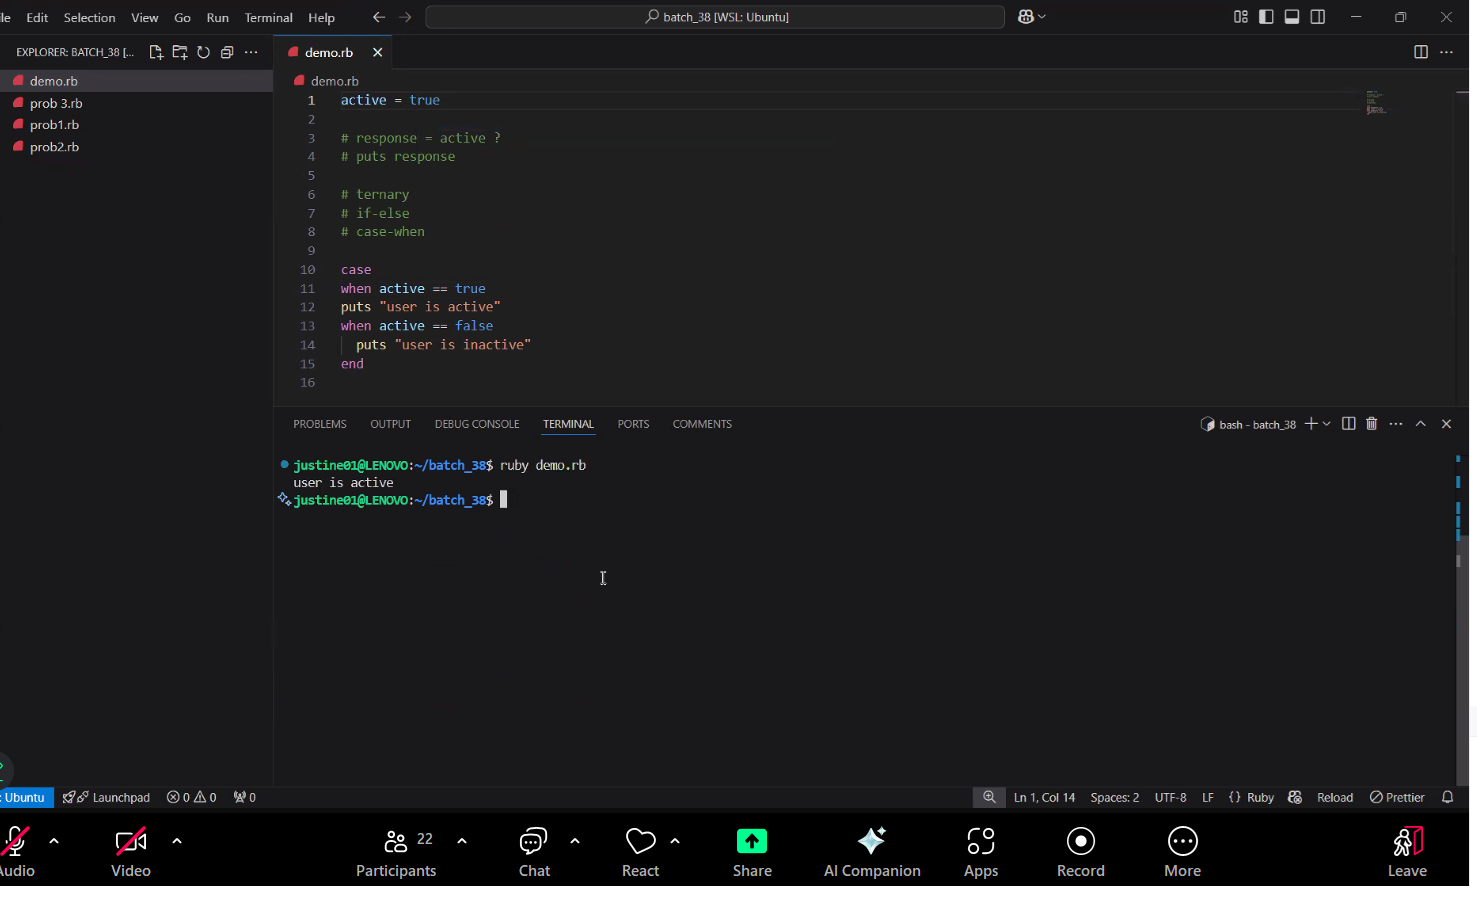 Edit Selection View Go Run Terminal Help batch_38 [WSL: Ubuntu]
EXPLORER: BATCH_38 [...
demo.rb
prob 3.rb
prob1.rb
prob2.rb
demo.rb
demo.rb
1 active = true
2
3 # response = active ?
4 # puts response
5
6 # ternary
7 # if-else
8 # case-when
9
10 case
11 when active == true
12 puts "user is active"
13 when active == false
14 puts "user is inactive"
15 end
16
PROBLEMS OUTPUT DEBUG CONSOLE TERMINAL PORTS COMMENTS bash - batch_38
justine01@LENOVO:~/batch_38$ ruby demo.rb
user is active
justine01@LENOVO:~/batch_38$
: Ubuntu Launchpad 0 0 0 Ln 1, Col 14 Spaces: 2 UTF-8 LF {} Ruby Reload Prettier
22
Audio Video Participants Chat React Share AI Companion Apps Record More Leave